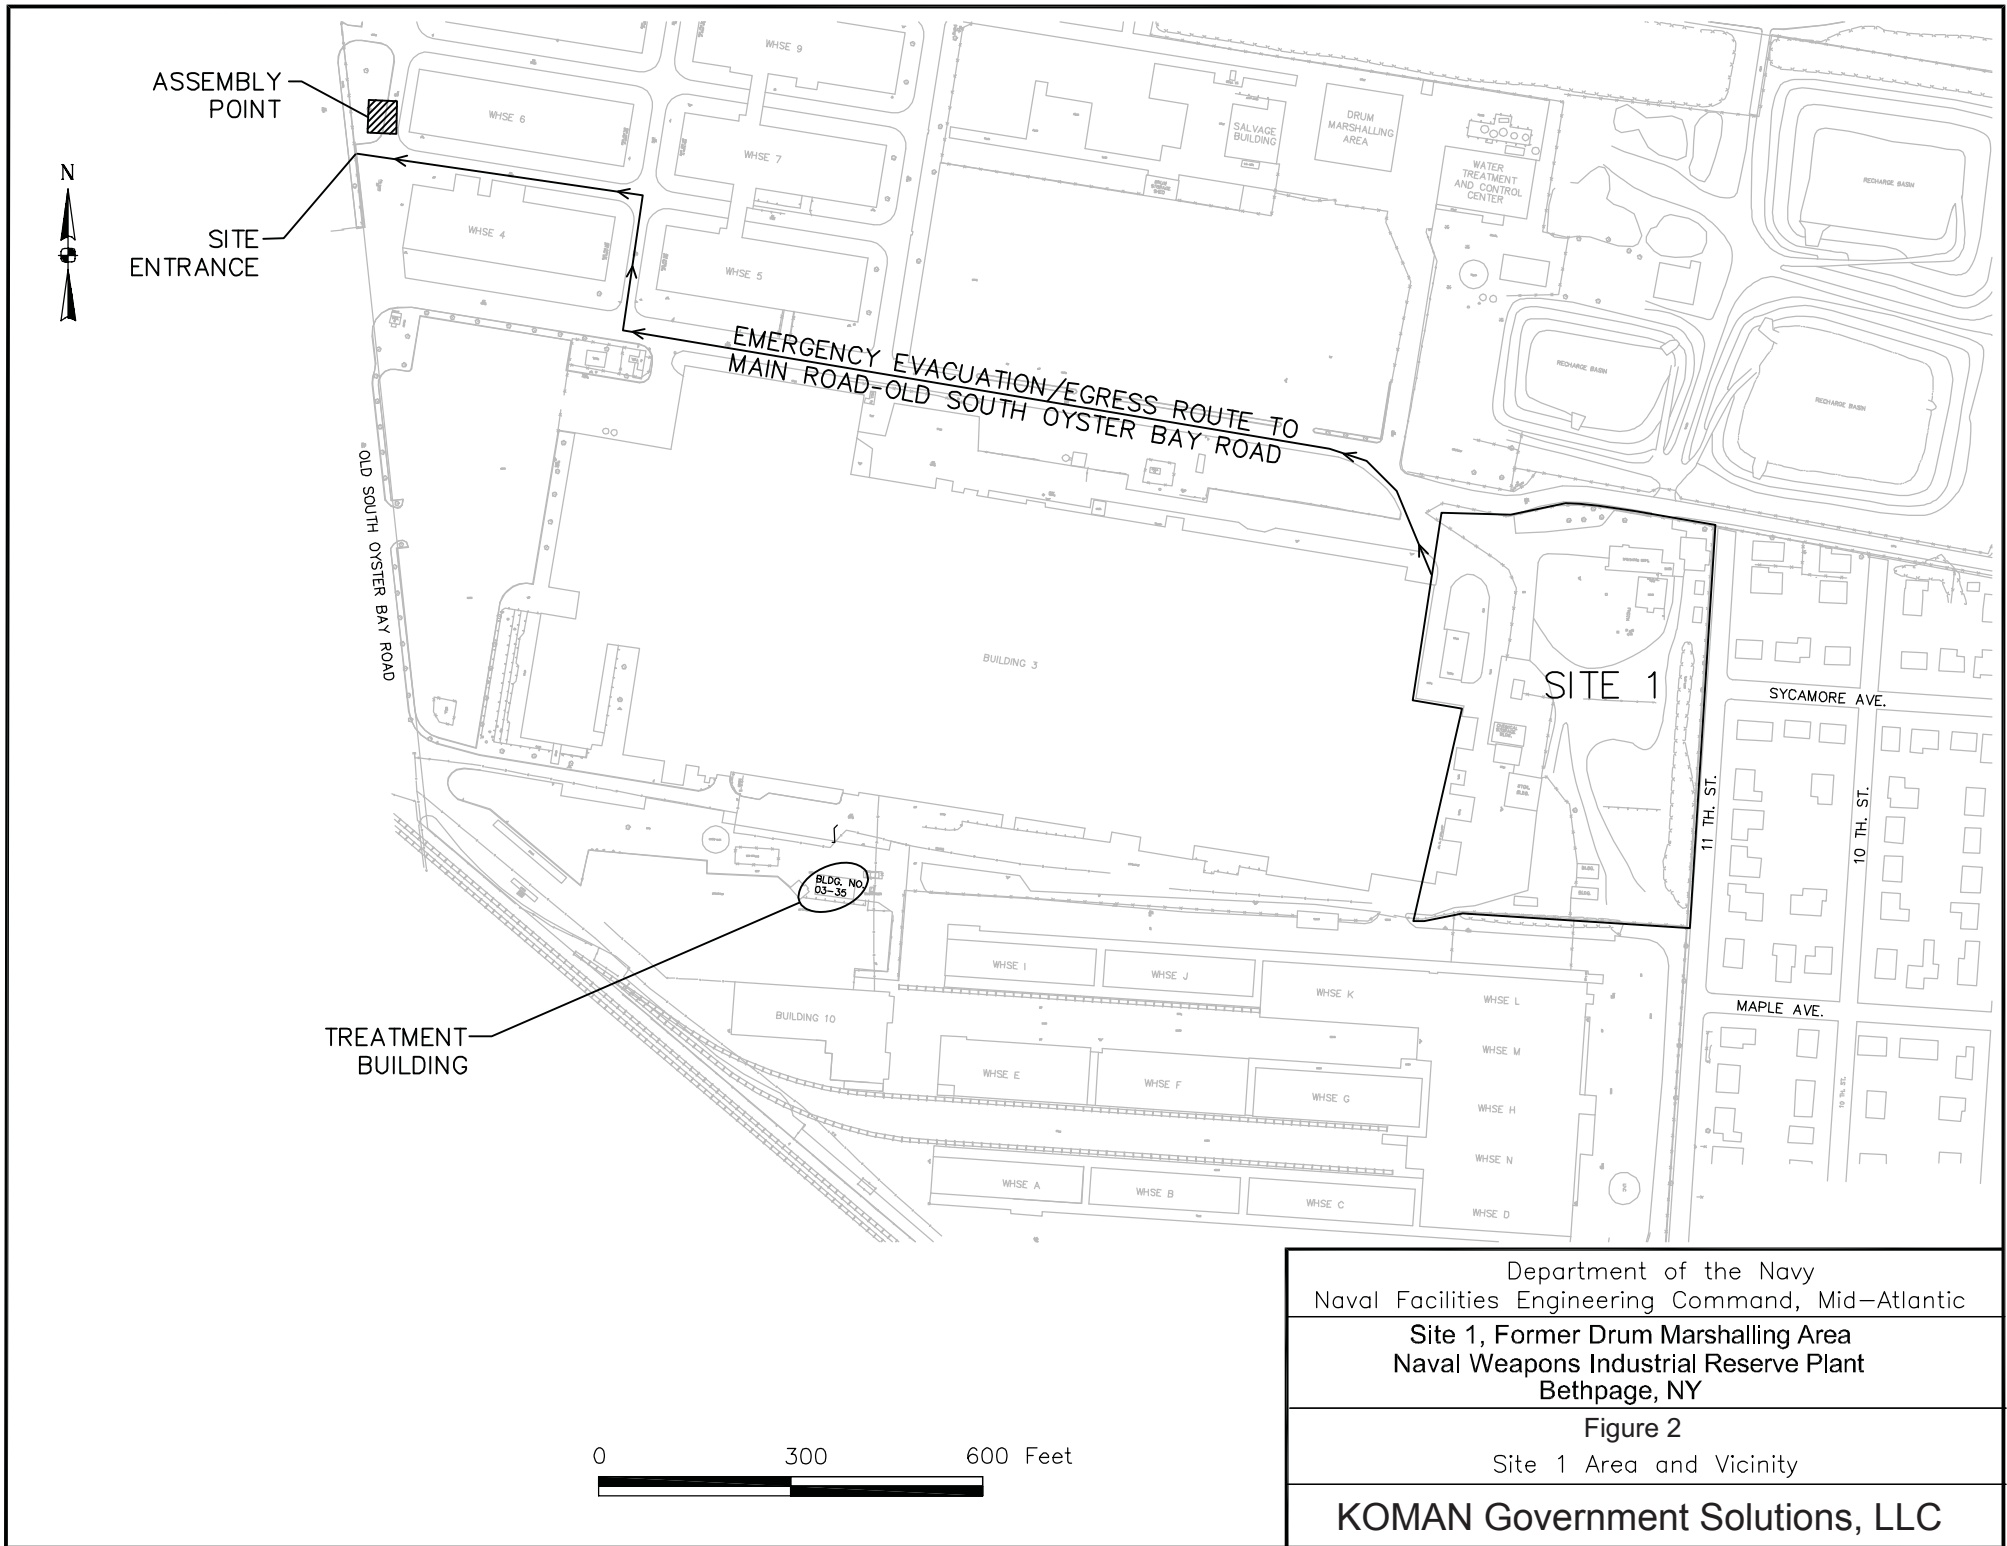 ASSEMBLY
POINT
N
SITE
ENTRANCE
WHSE 9
WHSE 6
WHSE 7
WHSE 4
WHSE 5
SALVAGE
BUILDING
DRUM
MARSHALLING
AREA
WATER
TREATMENT
AND CONTROL
CENTER
RECHARGE BASIN
RECHARGE BASIN
RECHARGE BASIN
EMERGENCY EVACUATION/EGRESS ROUTE TO
MAIN ROAD-OLD SOUTH OYSTER BAY ROAD
OLD SOUTH OYSTER BAY ROAD
BUILDING 3
SITE 1
SYCAMORE AVE.
11 TH. ST.
10 TH. ST.
MAPLE AVE.
10 TH. ST.
BLDG. NO.
03-35
TREATMENT
BUILDING
BUILDING 10
WHSE I
WHSE J
WHSE K
WHSE L
WHSE M
WHSE E
WHSE F
WHSE G
WHSE H
WHSE N
WHSE A
WHSE B
WHSE C
WHSE D
0 300 600 Feet
Department of the Navy
Naval Facilities Engineering Command, Mid-Atlantic
Site 1, Former Drum Marshalling Area
Naval Weapons Industrial Reserve Plant
Bethpage, NY
Figure 2
Site 1 Area and Vicinity
KOMAN Government Solutions, LLC